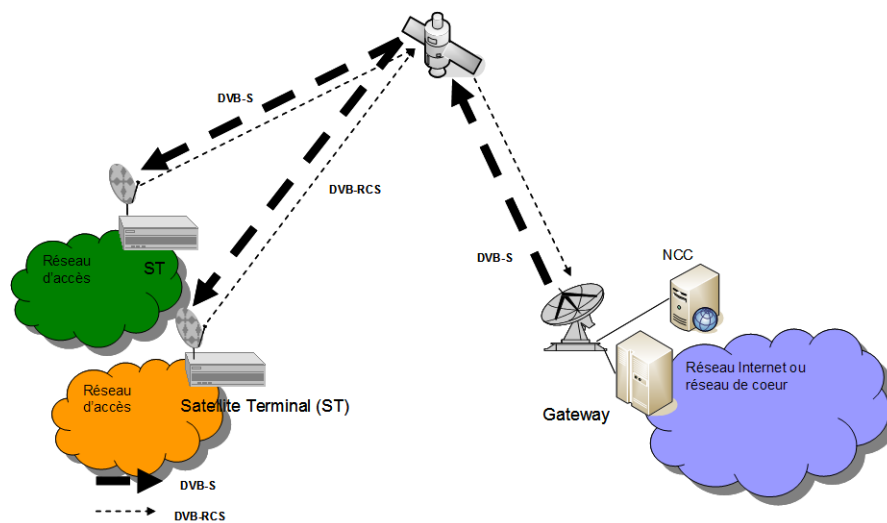 DVB-S
DVB-RCS
DVB-S
NCC
Réseau
d'accès
ST
Réseau Internet ou
réseau de coeur
Réseau
d'accès
Satellite Terminal (ST)
Gateway
DVB-S
DVB-RCS